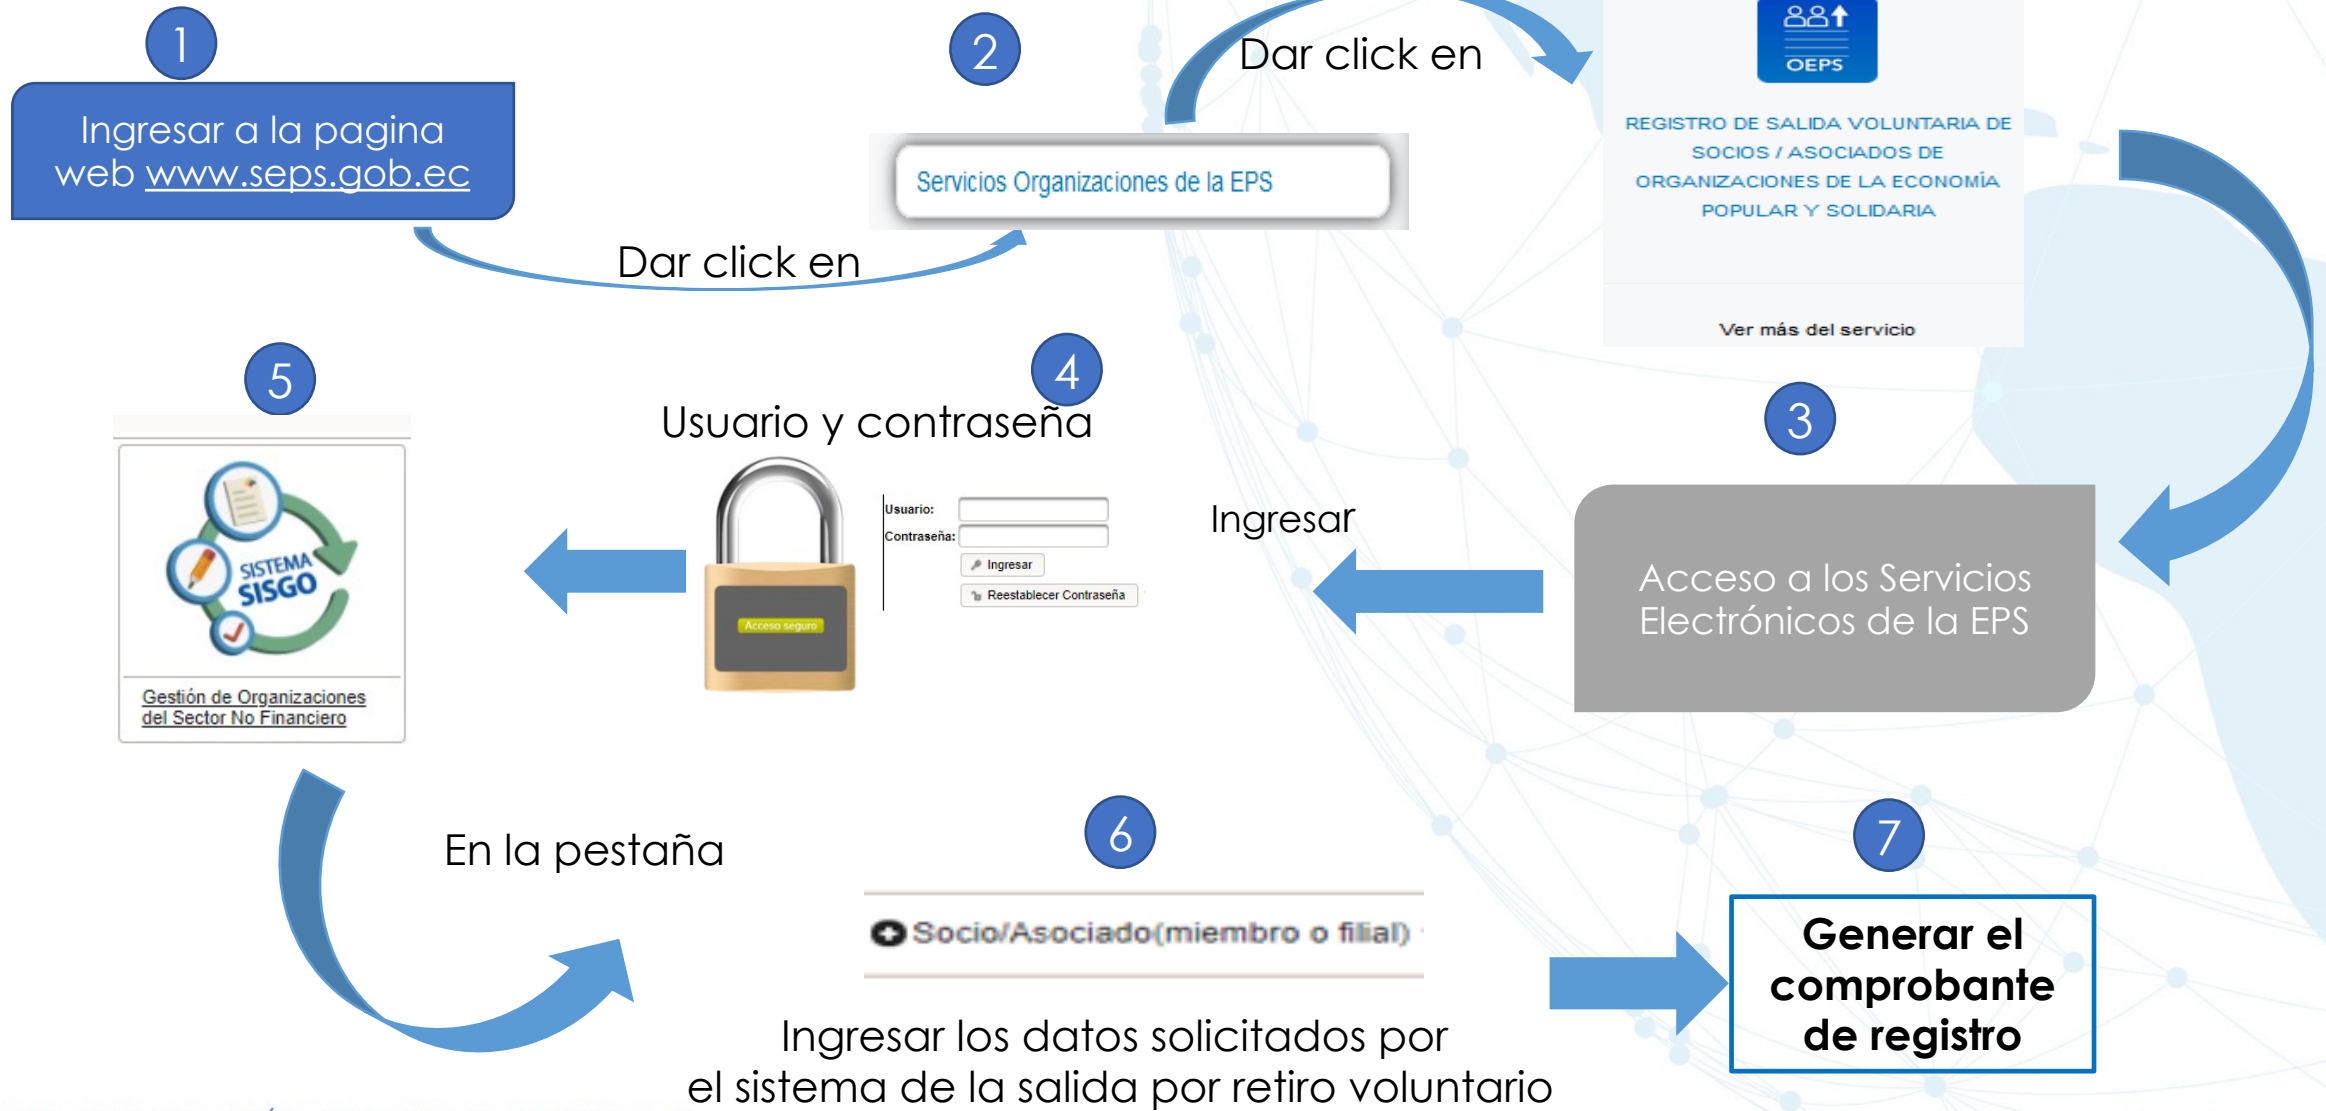 1
Ingresar a la pagina
web www.seps.gob.ec
Dar click en
2
Servicios Organizaciones de la EPS
Dar click en
OEPS
REGISTRO DE SALIDA VOLUNTARIA DE
SOCIOS / ASOCIADOS DE
ORGANIZACIONES DE LA ECONOMÍA
POPULAR Y SOLIDARIA
Ver más del servicio
3
Acceso a los Servicios
Electrónicos de la EPS
Ingresar
4
Usuario y contraseña
Usuario:
Contraseña:
Ingresar
Reestablecer Contraseña
Acceso seguro
5
SISTEMA
SISGO
Gestión de Organizaciones
del Sector No Financiero
En la pestaña
6
Socio/Asociado(miembro o filial)
Ingresar los datos solicitados por
el sistema de la salida por retiro voluntario
7
Generar el
comprobante
de registro